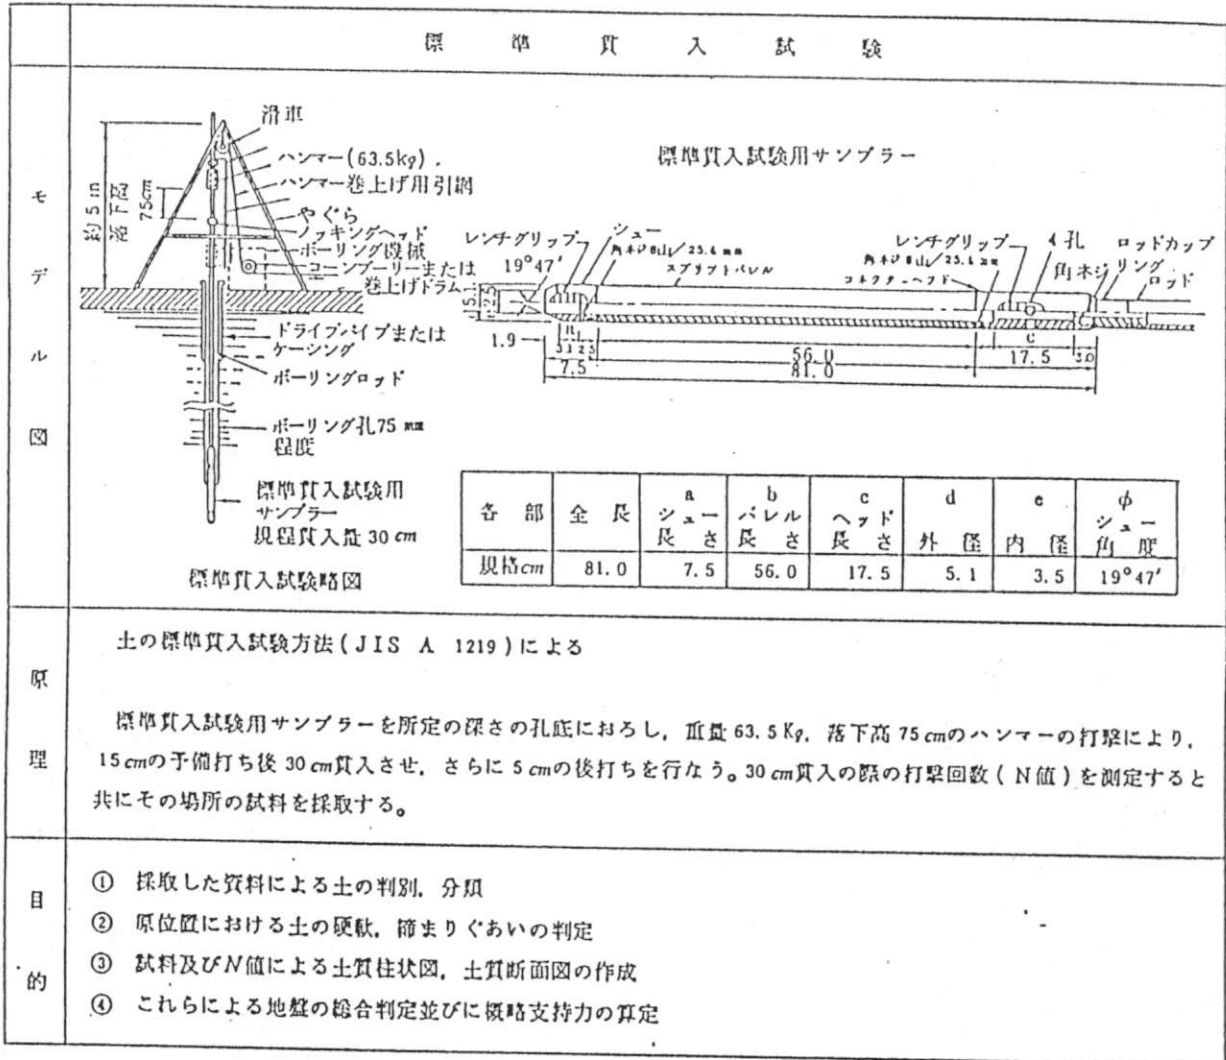 標準貫入試験
モデル図
滑車
ハンマー(63.5kg).
ハンマー巻上げ用引綱
約5m
落下高
75cm
やぐら
ノッキングヘッド
ボーリング機械
コーンプーリーまたは
巻上げドラム
ドライブパイプまたは
ケーシング
ボーリングロッド
ボーリング孔75mm
程度
標準貫入試験用
サンプラー
規程貫入量30cm
標準貫入試験略図
標準貫入試験用サンプラー
レンチグリップ
シュー
角ネジ8山/25.4mm
スプリットバレル
19°47′
レンチグリップ
角ネジ8山/25.4mm
コネクターヘッド
4孔
角ネジ
ロッドカップ
リング
ロッド
1.9
7.5
56.0
17.5
3.0
81.0
C
各部 全長 a シュー長さ b バレル長さ c ヘッド長さ d 外径 e 内径 φ シュー角度
規格cm 81.0 7.5 56.0 17.5 5.1 3.5 19°47′
原理
土の標準貫入試験方法(JIS A 1219)による
標準貫入試験用サンプラーを所定の深さの孔底におろし,重量63.5Kg,落下高75cmのハンマーの打撃により,
15cmの予備打ち後30cm貫入させ,さらに5cmの後打ちを行なう。30cm貫入の際の打撃回数(N値)を測定すると
共にその場所の試料を採取する。
目的
① 採取した資料による土の判別,分類
② 原位置における土の硬軟,締まりぐあいの判定
③ 試料及びN値による土質柱状図,土質断面図の作成
④ これらによる地盤の総合判定並びに概略支持力の算定